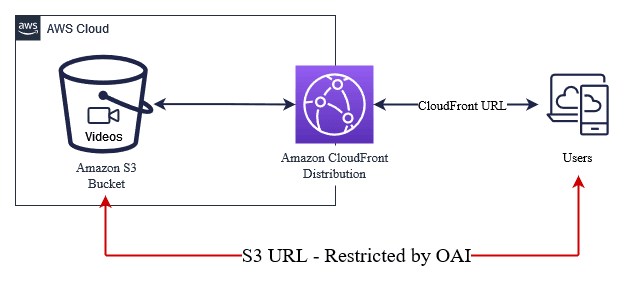 aws
AWS Cloud
Videos
Amazon S3
Bucket
Amazon CloudFront
Distribution
CloudFront URL
Users
S3 URL - Restricted by OAI